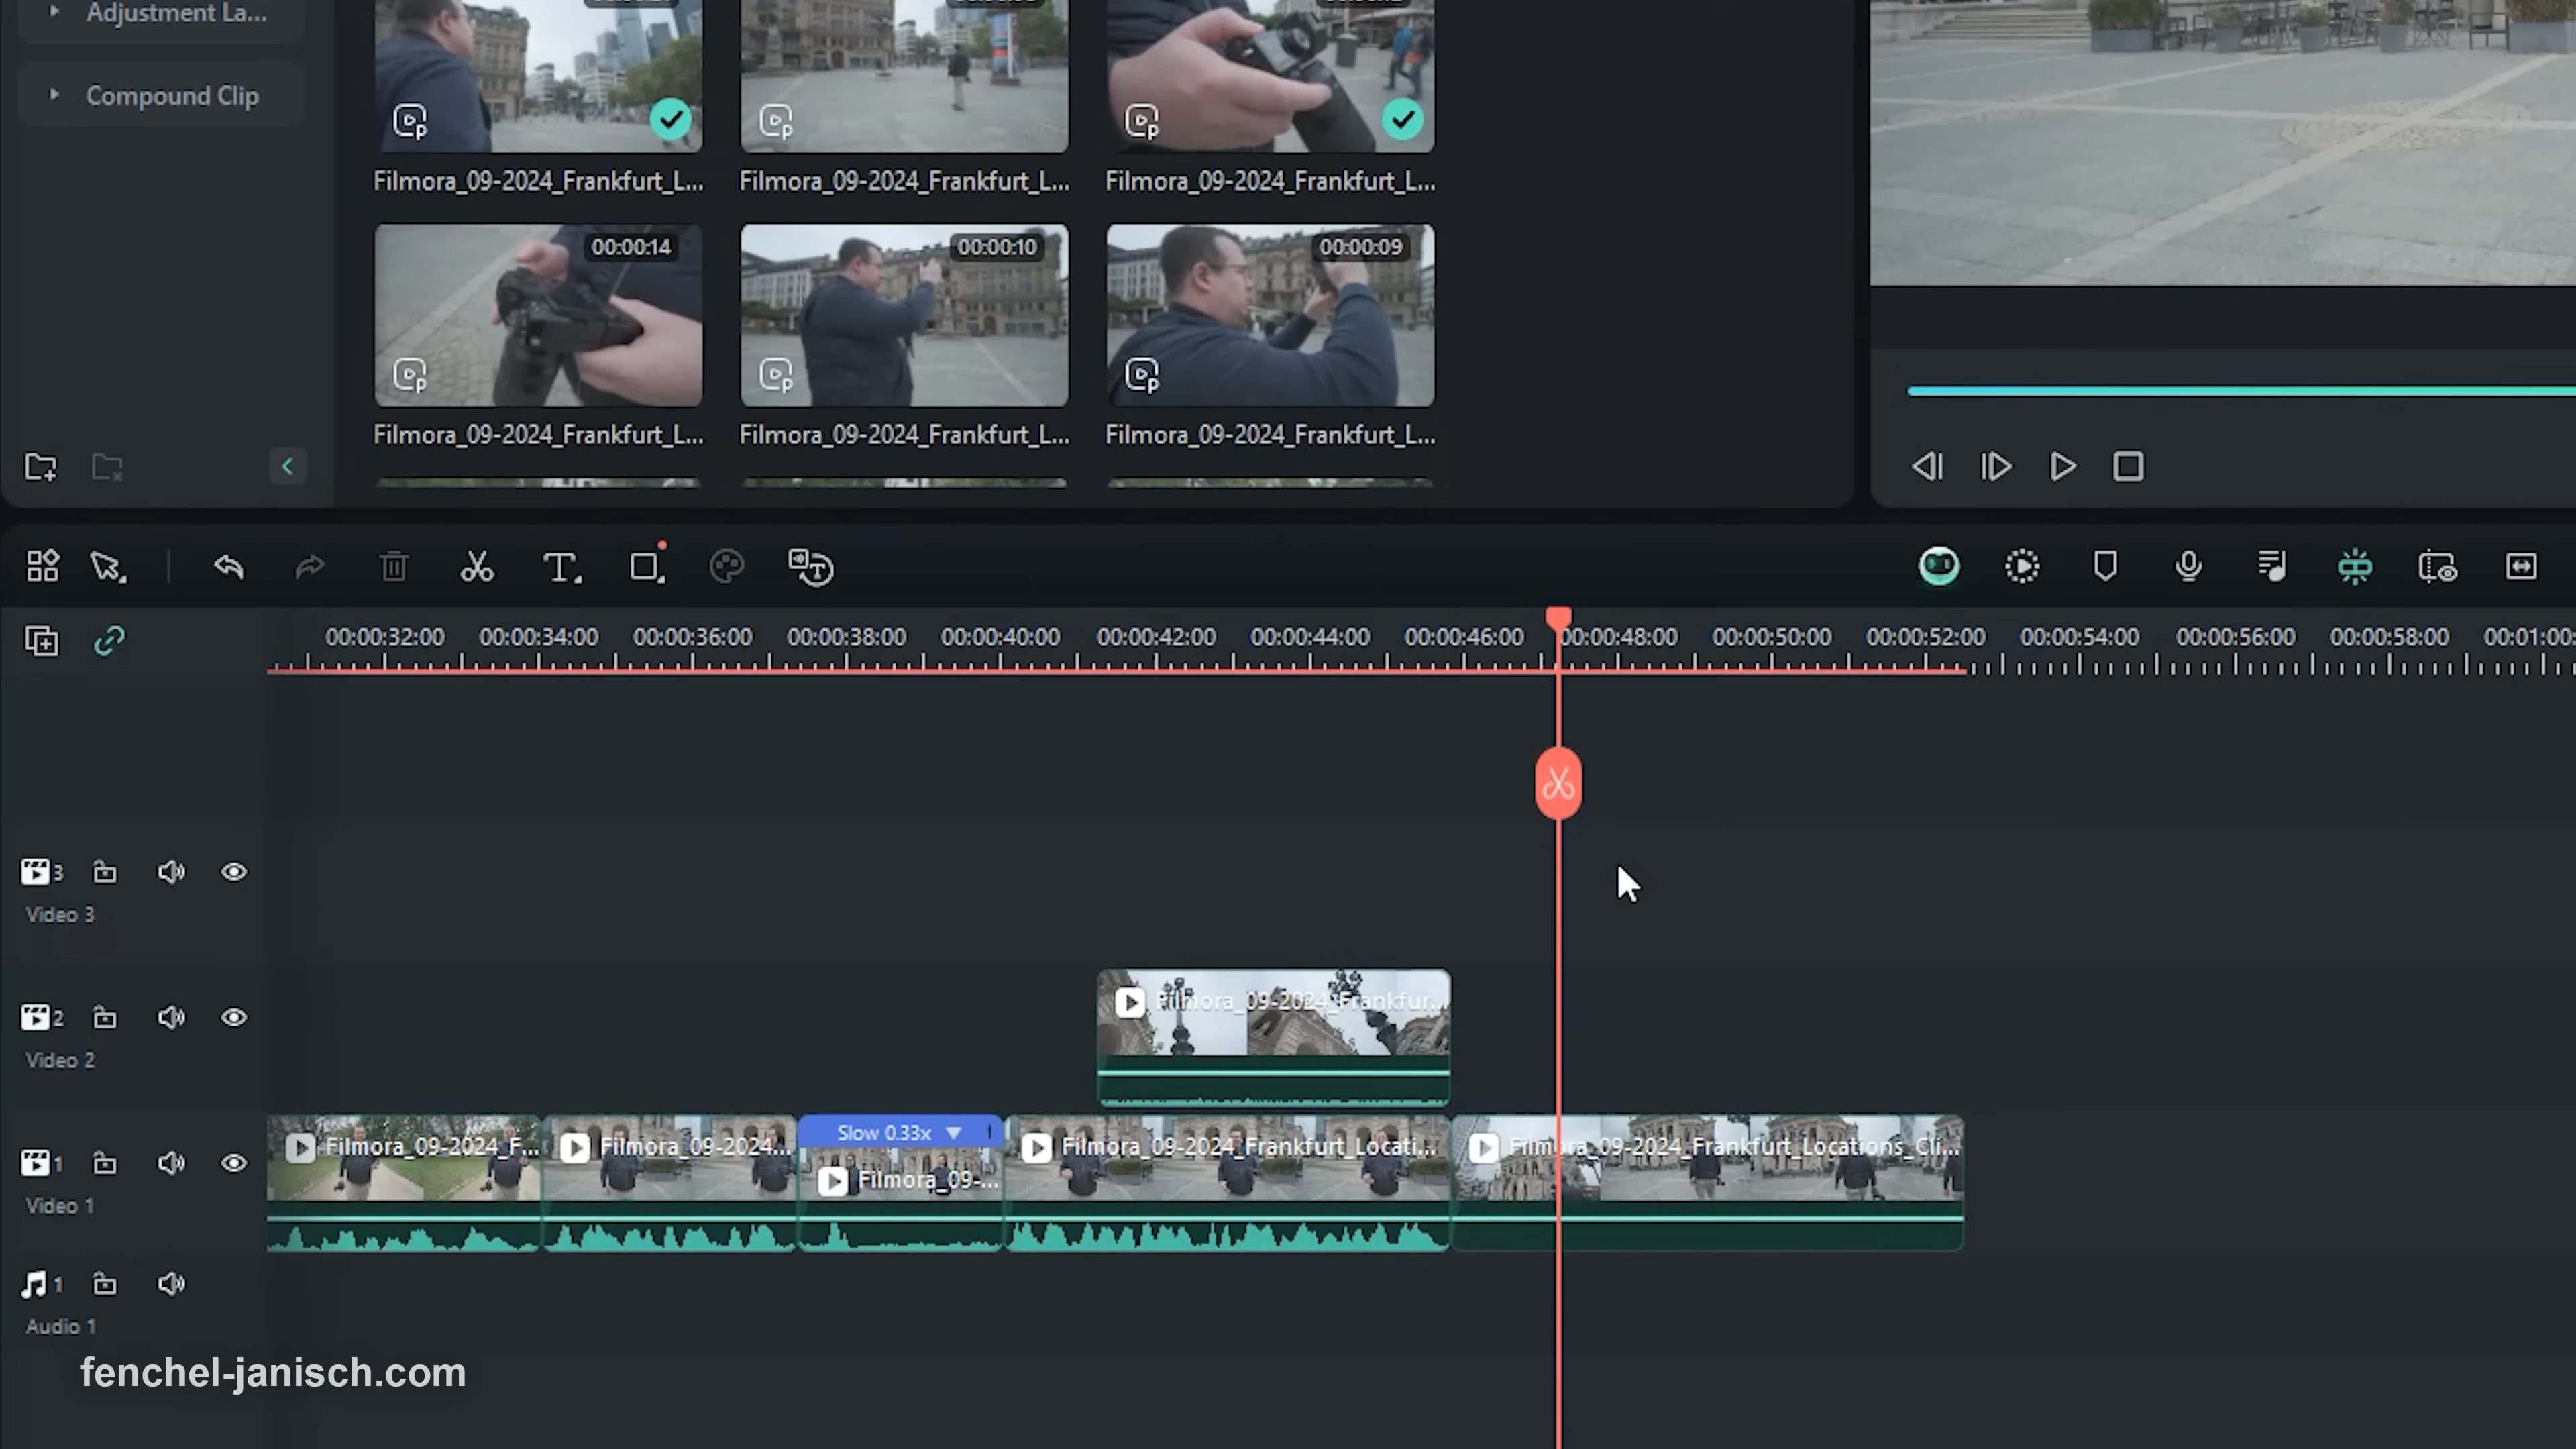 Adjustment La...
Compound Clip
Filmora_09-2024_Frankfurt_L...
Filmora_09-2024_Frankfurt_L...
Filmora_09-2024_Frankfurt_L...
00:00:14
00:00:10
00:00:09
Filmora_09-2024_Frankfurt_L...
Filmora_09-2024_Frankfurt_L...
Filmora_09-2024_Frankfurt_L...
00:00:32:00
00:00:34:00
00:00:36:00
00:00:38:00
00:00:40:00
00:00:42:00
00:00:44:00
00:00:46:00
00:00:48:00
00:00:50:00
00:00:52:00
00:00:54:00
00:00:56:00
00:00:58:00
00:01:00:
3
Video 3
2
Video 2
Filmora_09-2024_Frankfur...
1
Video 1
Filmora_09-2024_F...
Filmora_09-2024...
Slow 0.33x
Filmora_09-...
Filmora_09-2024_Frankfurt_Locati...
Filmora_09-2024_Frankfurt_Locations_Cli...
1
Audio 1
fenchel-janisch.com